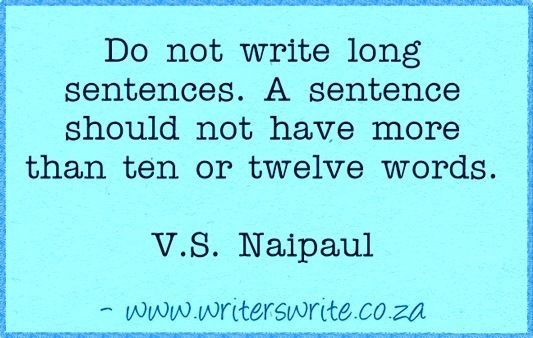 Do not write long
sentences. A sentence
should not have more
than ten or twelve words.
V.S. Naipaul
- www.writerswrite.co.za